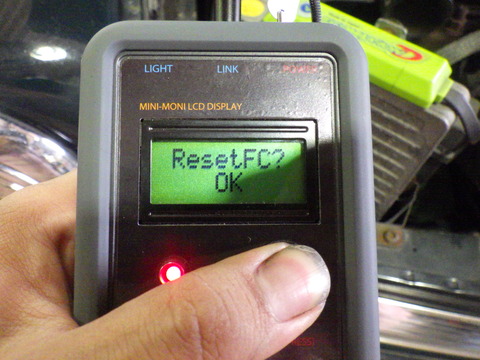 LIGHT LINK POWER
MINI-MONI LCD DISPLAY
ResetFC?
OK